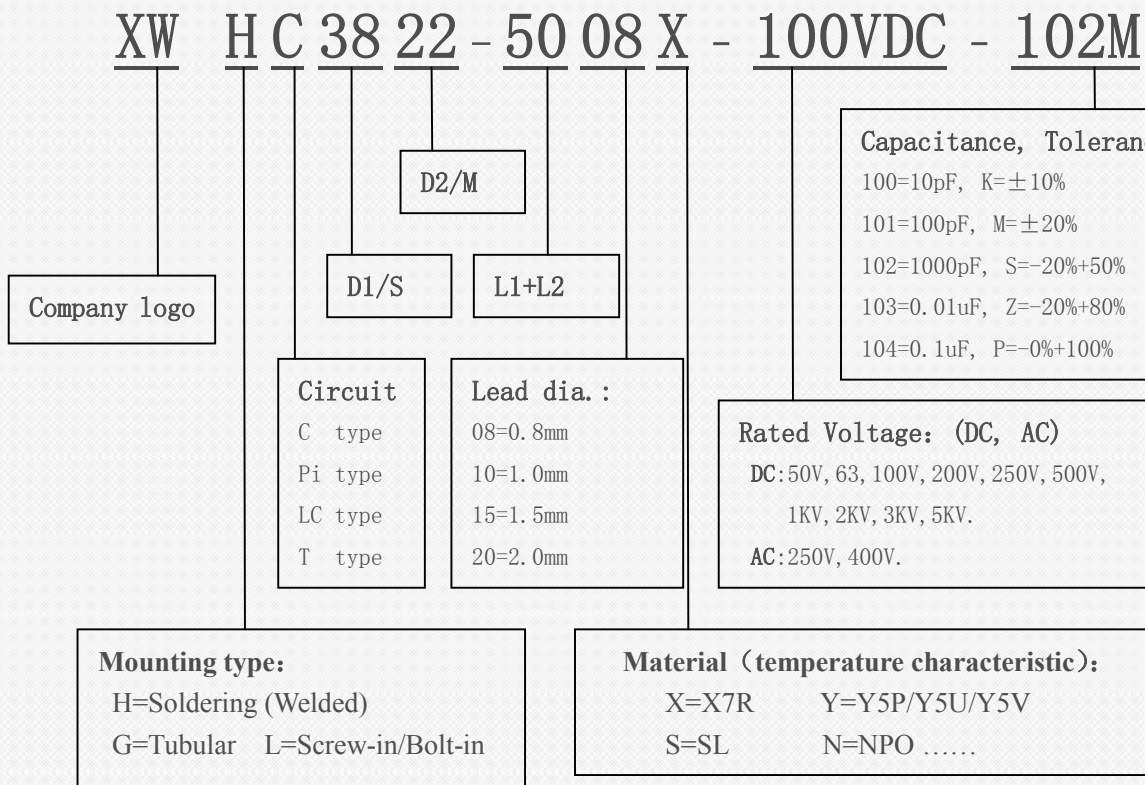 XW HC3822-5008X - 100VDC - 102M
D2/M
D1/S
L1+L2
Company logo
Capacitance, Toleran
100=10pF, K=±10%
101=100pF, M=±20%
102=1000pF, S=-20%+50%
103=0.01uF, Z=-20%+80%
104=0.1uF, P=-0%+100%
Circuit
C type
Pi type
LC type
T type
Lead dia.:
08=0.8mm
10=1.0mm
15=1.5mm
20=2.0mm
Rated Voltage: (DC, AC)
DC:50V,63,100V,200V,250V,500V,
1KV,2KV,3KV,5KV.
AC:250V,400V.
Mounting type：
H=Soldering (Welded)
G=Tubular L=Screw-in/Bolt-in
Material（temperature characteristic）：
X=X7R Y=Y5P/Y5U/Y5V
S=SL N=NPO ……